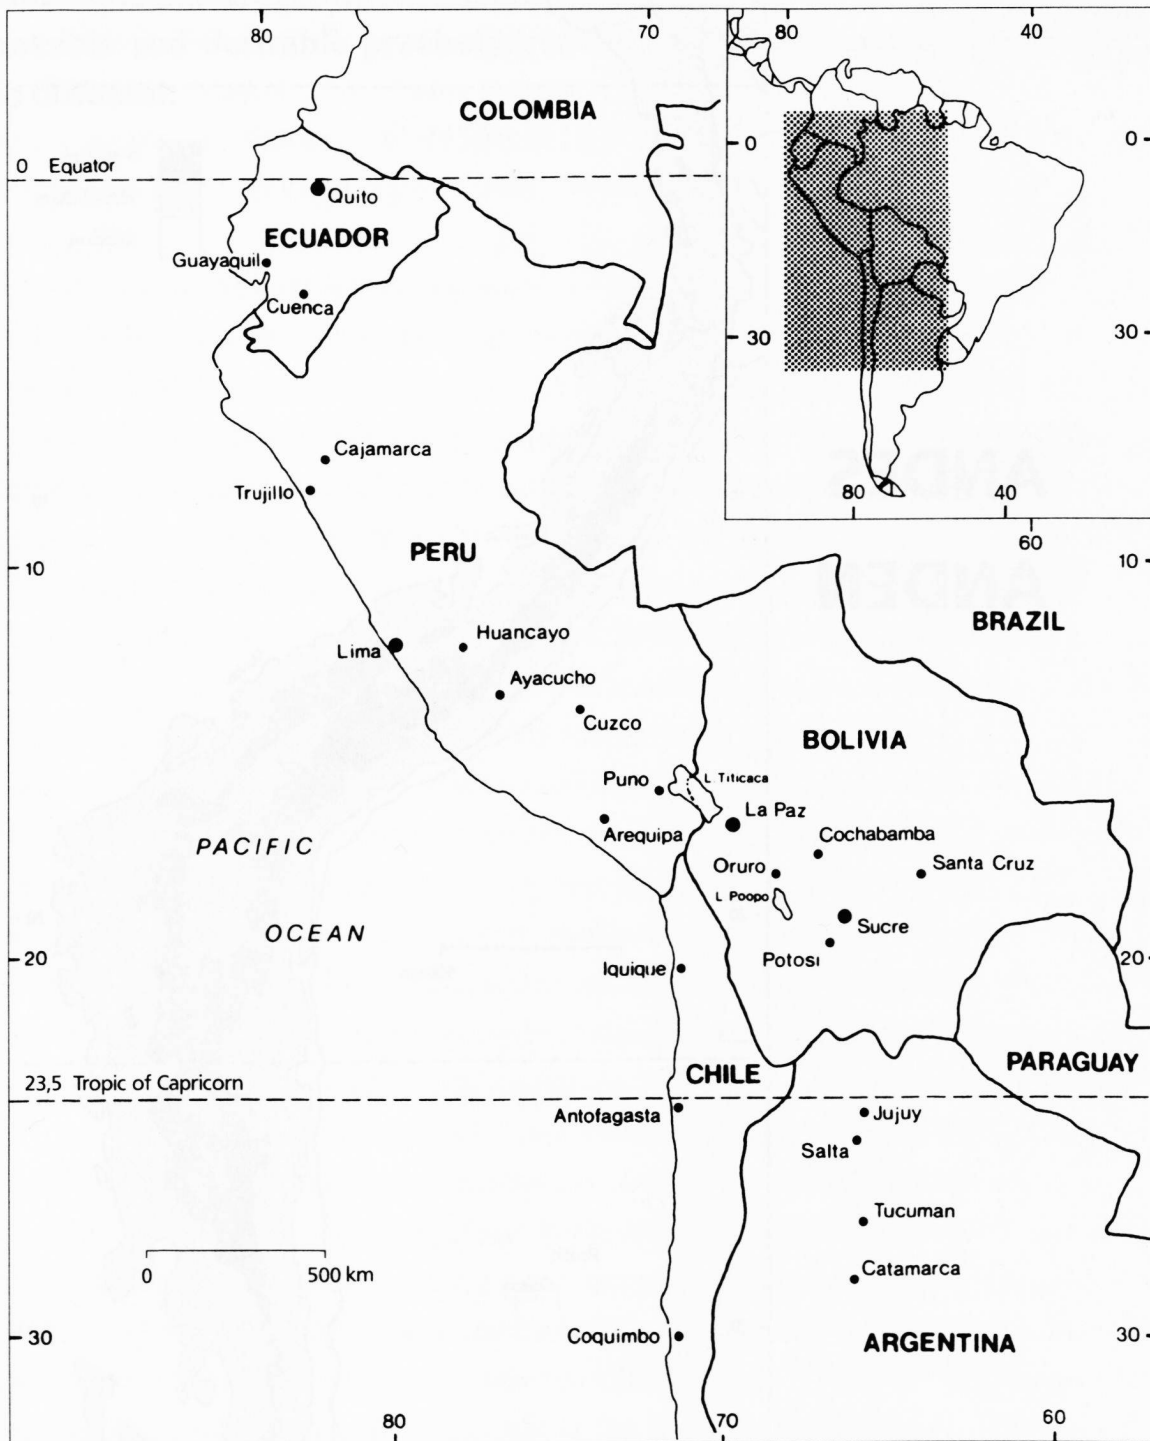 80
70
80
40
COLOMBIA
0
0
0 Equator
Quito
ECUADOR
Guayaquil
Cuenca
30
30
Cajamarca
Trujillo
80
40
60
PERU
10
10
BRAZIL
Huancayo
Lima
Ayacucho
Cuzco
BOLIVIA
Puno
L. Titicaca
La Paz
Arequipa
Cochabamba
PACIFIC
Oruro
Santa Cruz
L. Poopo
Sucre
OCEAN
Potosi
20
20
Iquique
PARAGUAY
CHILE
23,5 Tropic of Capricorn
Antofagasta
Jujuy
Salta
Tucuman
0 500 km
Catamarca
Coquimbo
30
30
ARGENTINA
80
70
60
ANDES
ANDEN